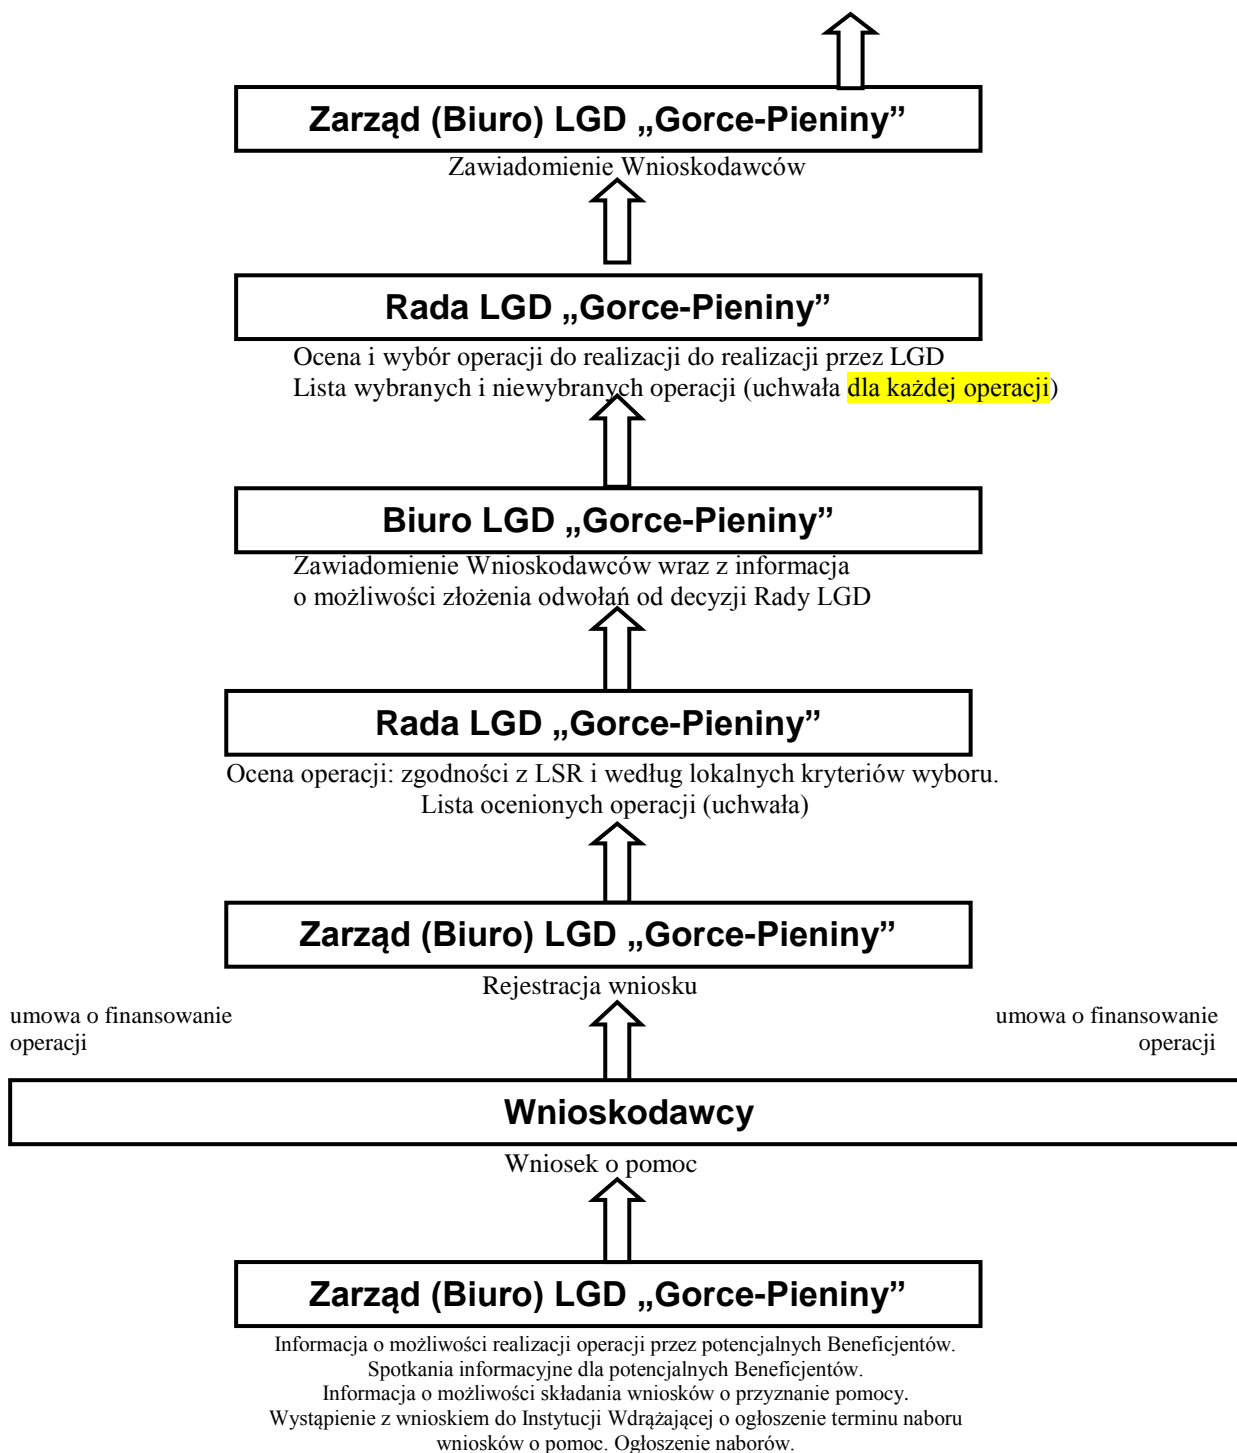 Zarząd (Biuro) LGD „Gorce-Pieniny”
Zawiadomienie Wnioskodawców
Rada LGD „Gorce-Pieniny”
Ocena i wybór operacji do realizacji do realizacji przez LGD
Lista wybranych i niewybranych operacji (uchwała dla każdej operacji)
Biuro LGD „Gorce-Pieniny”
Zawiadomienie Wnioskodawców wraz z informacja
o możliwości złożenia odwołań od decyzji Rady LGD
Rada LGD „Gorce-Pieniny”
Ocena operacji: zgodności z LSR i według lokalnych kryteriów wyboru.
Lista ocenionych operacji (uchwała)
Zarząd (Biuro) LGD „Gorce-Pieniny”
Rejestracja wniosku
umowa o finansowanie
operacji
umowa o finansowanie
operacji
Wnioskodawcy
Wniosek o pomoc
Zarząd (Biuro) LGD „Gorce-Pieniny”
Informacja o możliwości realizacji operacji przez potencjalnych Beneficjentów.
Spotkania informacyjne dla potencjalnych Beneficjentów.
Informacja o możliwości składania wniosków o przyznanie pomocy.
Wystąpienie z wnioskiem do Instytucji Wdrążającej o ogłoszenie terminu naboru
wniosków o pomoc. Ogłoszenie naborów.